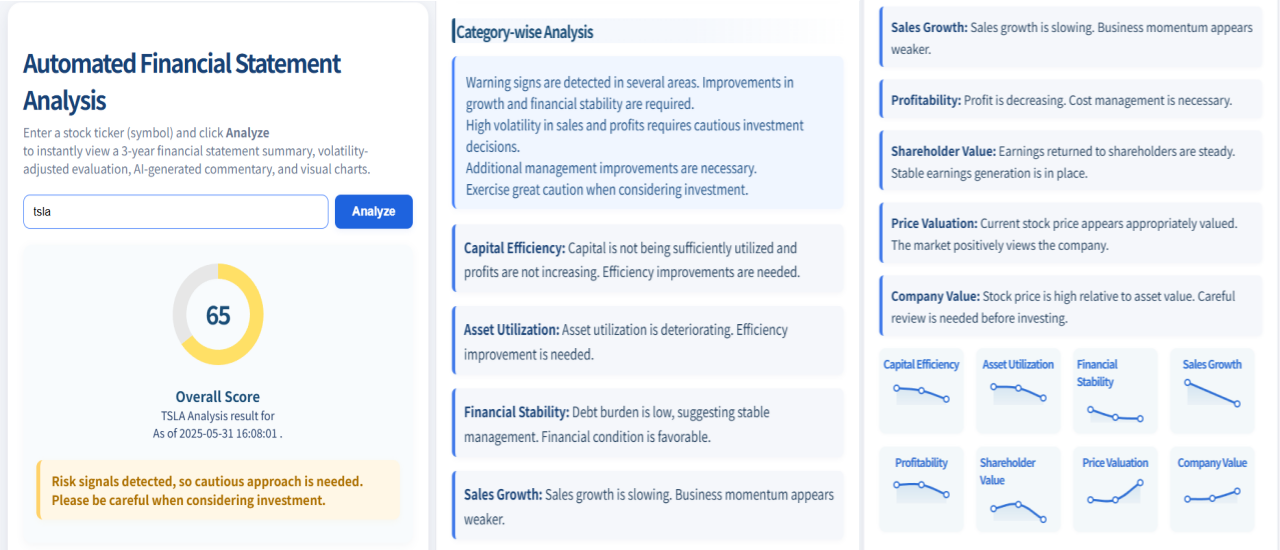 Automated Financial Statement
Analysis
Enter a stock ticker (symbol) and click Analyze
to instantly view a 3-year financial statement summary, volatility-
adjusted evaluation, AI-generated commentary, and visual charts.
tsla
Analyze
65
Overall Score
TSLA Analysis result for
As of 2025-05-31 16:08:01 .
Risk signals detected, so cautious approach is needed.
Please be careful when considering investment.
Category-wise Analysis
Warning signs are detected in several areas. Improvements in
growth and financial stability are required.
High volatility in sales and profits requires cautious investment
decisions.
Additional management improvements are necessary.
Exercise great caution when considering investment.
Capital Efficiency: Capital is not being sufficiently utilized and
profits are not increasing. Efficiency improvements are needed.
Asset Utilization: Asset utilization is deteriorating. Efficiency
improvement is needed.
Financial Stability: Debt burden is low, suggesting stable
management. Financial condition is favorable.
Sales Growth: Sales growth is slowing. Business momentum appears
weaker.
Sales Growth: Sales growth is slowing. Business momentum appears
weaker.
Profitability: Profit is decreasing. Cost management is necessary.
Shareholder Value: Earnings returned to shareholders are steady.
Stable earnings generation is in place.
Price Valuation: Current stock price appears appropriately valued.
The market positively views the company.
Company Value: Stock price is high relative to asset value. Careful
review is needed before investing.
Capital Efficiency
Asset Utilization
Financial
Stability
Sales Growth
Profitability
Shareholder
Value
Price Valuation
Company Value